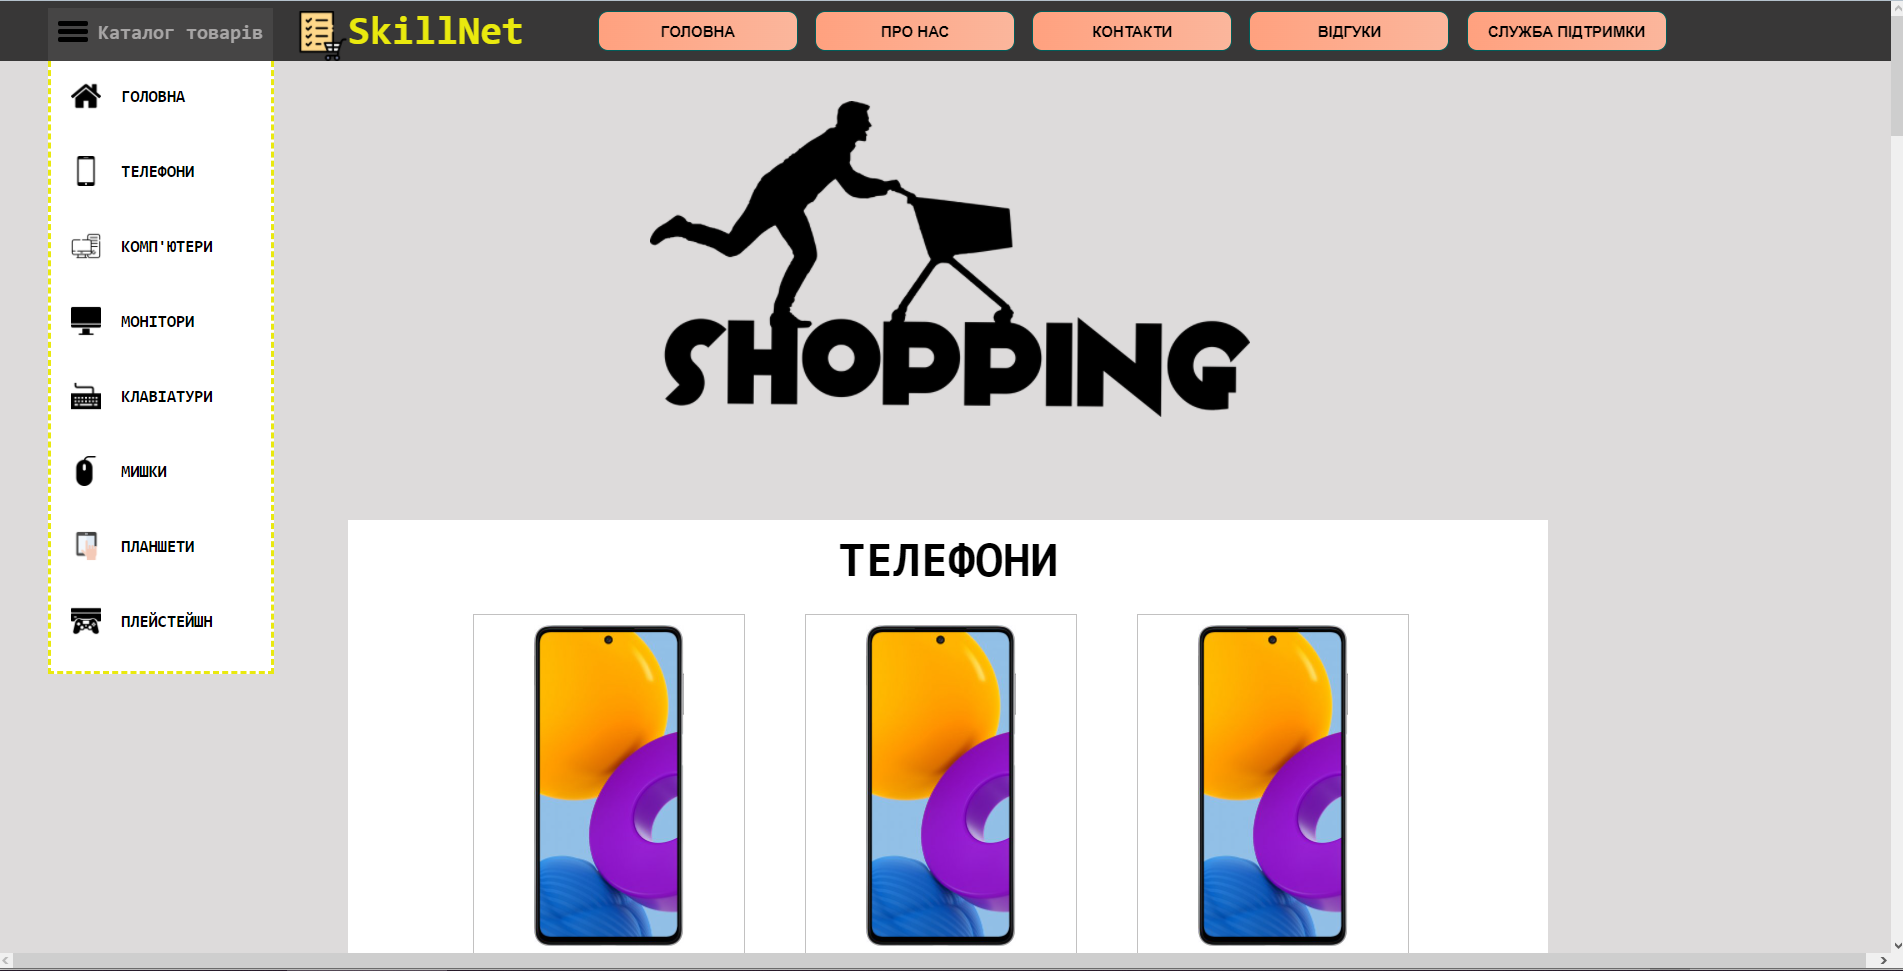 Каталог товарів
SkillNet
ГОЛОВНА
ПРО НАС
КОНТАКТИ
ВІДГУКИ
СЛУЖБА ПІДТРИМКИ
ГОЛОВНА
ТЕЛЕФОНИ
КОМП'ЮТЕРИ
МОНІТОРИ
КЛАВІАТУРИ
МИШКИ
ПЛАНШЕТИ
ПЛЕЙСТЕЙШН
SHOPPING
ТЕЛЕФОНИ